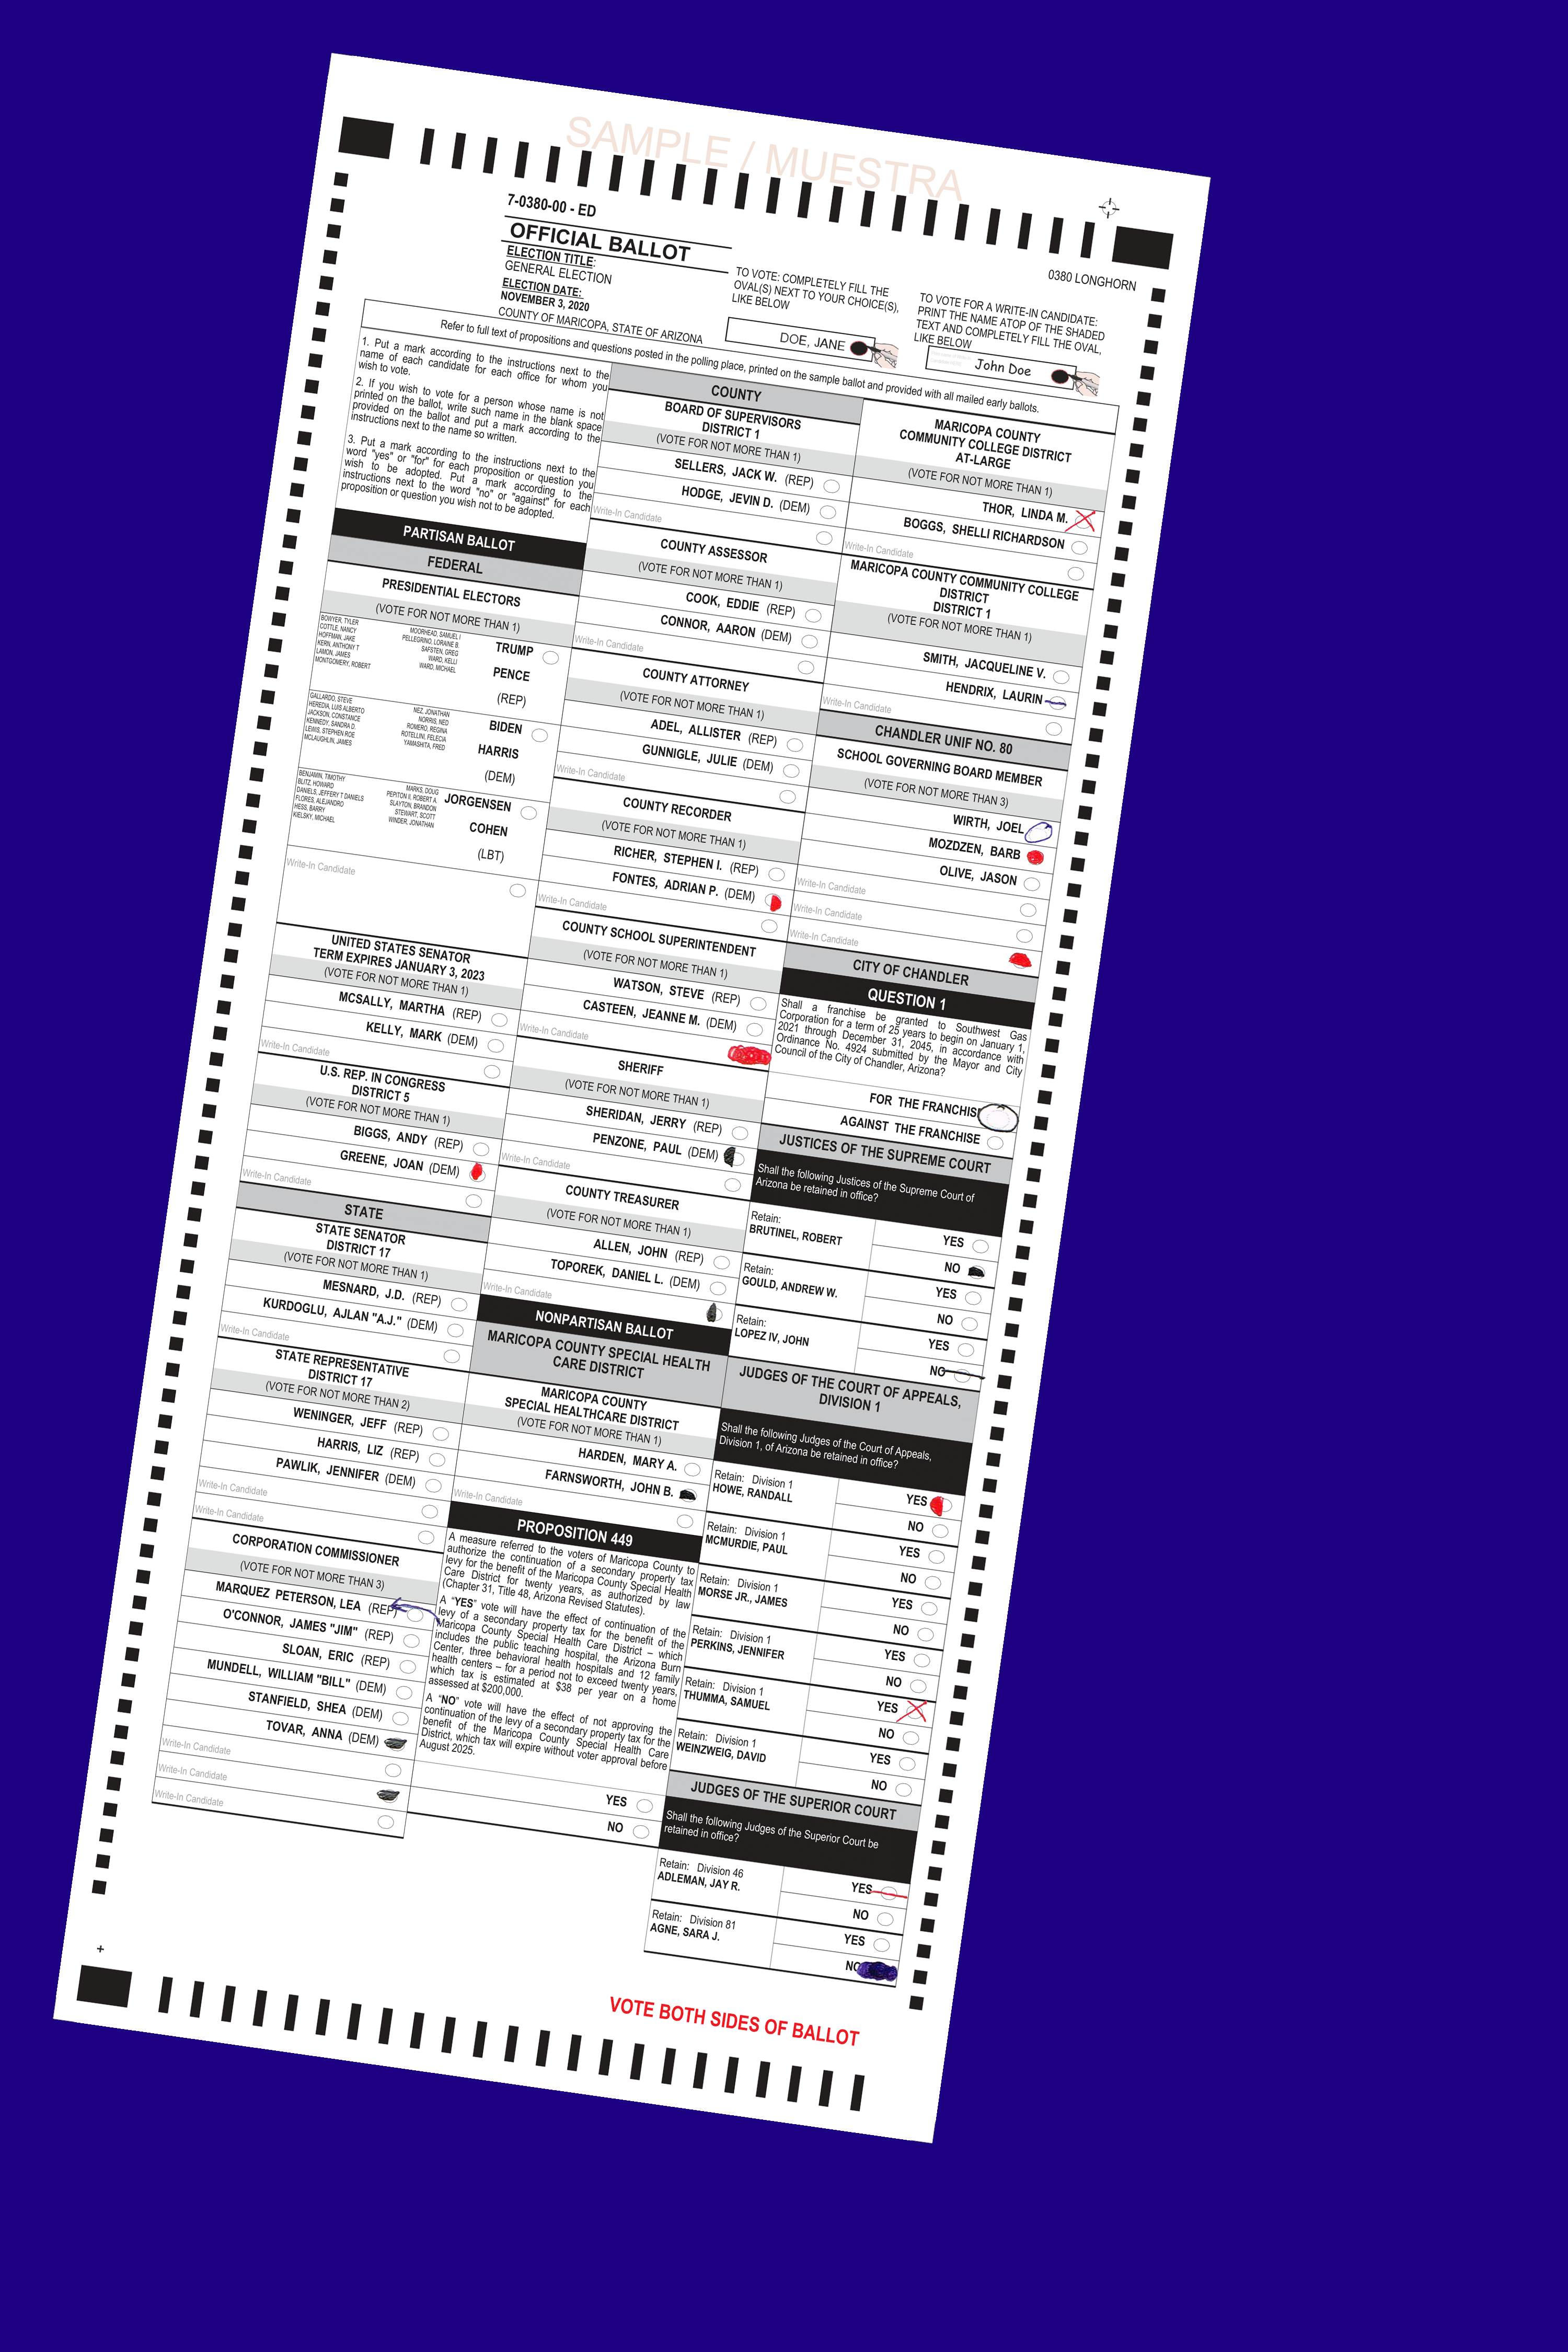 SAMPLE / MUESTRA
7-0380-00 - ED
OFFICIAL BALLOT
ELECTION TITLE:
GENERAL ELECTION
ELECTION DATE:
NOVEMBER 3, 2020
COUNTY OF MARICOPA, STATE OF ARIZONA
TO VOTE: COMPLETELY FILL THE
OVAL(S) NEXT TO YOUR CHOICE(S),
LIKE BELOW
DOE, JANE
0380 LONGHORN
TO VOTE FOR A WRITE-IN CANDIDATE:
PRINT THE NAME ATOP OF THE SHADED
TEXT AND COMPLETELY FILL THE OVAL,
LIKE BELOW
John Doe
Refer to full text of propositions and questions posted in the polling place, printed on the sample ballot and provided with all mailed early ballots.
1. Put a mark according to the instructions next to the
name of each candidate for each office for whom you
wish to vote.
2. If you wish to vote for a person whose name is not
printed on the ballot, write such name in the blank space
provided on the ballot and put a mark according to the
instructions next to the name so written.
3. Put a mark according to the instructions next to the
word "yes" or "for" for each proposition or question you
wish to be adopted. Put a mark according to the
instructions next to the word "no" or "against" for each
proposition or question you wish not to be adopted.
PARTISAN BALLOT
FEDERAL
PRESIDENTIAL ELECTORS
(VOTE FOR NOT MORE THAN 1)
BOWYER, TYLER
COTTLE, NANCY
HOFFMAN, JAKE
KERN, ANTHONY T
LAMON, JAMES
MONTGOMERY, ROBERT
MOORHEAD, SAMUEL I
PELLEGRINO, LORAINE B.
SAFSTEN, GREG
WARD, KELLI
WARD, MICHAEL
TRUMP
PENCE
(REP)
GALLARDO, STEVE
HEREDIA, LUIS ALBERTO
JACKSON, CONSTANCE
KENNEDY, SANDRA D.
LEWIS, STEPHEN ROE
MCLAUGHLIN, JAMES
NEZ, JONATHAN
NORRIS, NED
ROMERO, REGINA
ROTELLINI, FELECIA
YAMASHITA, FRED
BIDEN
HARRIS
(DEM)
BENJAMIN, TIMOTHY
BLITZ, HOWARD
DANIELS, JEFFERY T DANIELS
FLORES, ALEJANDRO
HESS, BARRY
KIELSKY, MICHAEL
MARKS, DOUG
PEPITON II, ROBERT A.
SLAYTON, BRANDON
STEWART, SCOTT
WINDER, JONATHAN
JORGENSEN
COHEN
(LBT)
Write-In Candidate
UNITED STATES SENATOR
TERM EXPIRES JANUARY 3, 2023
(VOTE FOR NOT MORE THAN 1)
MCSALLY, MARTHA (REP)
KELLY, MARK (DEM)
Write-In Candidate
U.S. REP. IN CONGRESS
DISTRICT 5
(VOTE FOR NOT MORE THAN 1)
BIGGS, ANDY (REP)
GREENE, JOAN (DEM)
Write-In Candidate
STATE
STATE SENATOR
DISTRICT 17
(VOTE FOR NOT MORE THAN 1)
MESNARD, J.D. (REP)
KURDOGLU, AJLAN "A.J." (DEM)
Write-In Candidate
STATE REPRESENTATIVE
DISTRICT 17
(VOTE FOR NOT MORE THAN 2)
WENINGER, JEFF (REP)
HARRIS, LIZ (REP)
PAWLIK, JENNIFER (DEM)
Write-In Candidate
Write-In Candidate
CORPORATION COMMISSIONER
(VOTE FOR NOT MORE THAN 3)
MARQUEZ PETERSON, LEA (REP)
O'CONNOR, JAMES "JIM" (REP)
SLOAN, ERIC (REP)
MUNDELL, WILLIAM "BILL" (DEM)
STANFIELD, SHEA (DEM)
TOVAR, ANNA (DEM)
Write-In Candidate
Write-In Candidate
Write-In Candidate
COUNTY
BOARD OF SUPERVISORS
DISTRICT 1
(VOTE FOR NOT MORE THAN 1)
SELLERS, JACK W. (REP)
HODGE, JEVIN D. (DEM)
Write-In Candidate
COUNTY ASSESSOR
(VOTE FOR NOT MORE THAN 1)
COOK, EDDIE (REP)
CONNOR, AARON (DEM)
Write-In Candidate
COUNTY ATTORNEY
(VOTE FOR NOT MORE THAN 1)
ADEL, ALLISTER (REP)
GUNNIGLE, JULIE (DEM)
Write-In Candidate
COUNTY RECORDER
(VOTE FOR NOT MORE THAN 1)
RICHER, STEPHEN I. (REP)
FONTES, ADRIAN P. (DEM)
Write-In Candidate
COUNTY SCHOOL SUPERINTENDENT
(VOTE FOR NOT MORE THAN 1)
WATSON, STEVE (REP)
CASTEEN, JEANNE M. (DEM)
Write-In Candidate
SHERIFF
(VOTE FOR NOT MORE THAN 1)
SHERIDAN, JERRY (REP)
PENZONE, PAUL (DEM)
Write-In Candidate
COUNTY TREASURER
(VOTE FOR NOT MORE THAN 1)
ALLEN, JOHN (REP)
TOPOREK, DANIEL L. (DEM)
Write-In Candidate
NONPARTISAN BALLOT
MARICOPA COUNTY SPECIAL HEALTH
CARE DISTRICT
MARICOPA COUNTY
SPECIAL HEALTHCARE DISTRICT
(VOTE FOR NOT MORE THAN 1)
HARDEN, MARY A.
FARNSWORTH, JOHN B.
Write-In Candidate
PROPOSITION 449
A measure referred to the voters of Maricopa County to
authorize the continuation of a secondary property tax
levy for the benefit of the Maricopa County Special Health
Care District for twenty years, as authorized by law
(Chapter 31, Title 48, Arizona Revised Statutes).
A "YES" vote will have the effect of continuation of the
levy of a secondary property tax for the benefit of the
Maricopa County Special Health Care District – which
includes the public teaching hospital, the Arizona Burn
Center, three behavioral health hospitals and 12 family
health centers – for a period not to exceed twenty years,
which tax is estimated at $38 per year on a home
assessed at $200,000.
A "NO" vote will have the effect of not approving the
continuation of the levy of a secondary property tax for the
benefit of the Maricopa County Special Health Care
District, which tax will expire without voter approval before
August 2025.
YES
NO
MARICOPA COUNTY
COMMUNITY COLLEGE DISTRICT
AT-LARGE
(VOTE FOR NOT MORE THAN 1)
THOR, LINDA M.
BOGGS, SHELLI RICHARDSON
Write-In Candidate
MARICOPA COUNTY COMMUNITY COLLEGE
DISTRICT
DISTRICT 1
(VOTE FOR NOT MORE THAN 1)
SMITH, JACQUELINE V.
HENDRIX, LAURIN
Write-In Candidate
CHANDLER UNIF NO. 80
SCHOOL GOVERNING BOARD MEMBER
(VOTE FOR NOT MORE THAN 3)
WIRTH, JOEL
MOZDZEN, BARB
OLIVE, JASON
Write-In Candidate
Write-In Candidate
Write-In Candidate
CITY OF CHANDLER
QUESTION 1
Shall a franchise be granted to Southwest Gas
Corporation for a term of 25 years to begin on January 1,
2021 through December 31, 2045, in accordance with
Ordinance No. 4924 submitted by the Mayor and City
Council of the City of Chandler, Arizona?
FOR THE FRANCHISE
AGAINST THE FRANCHISE
JUSTICES OF THE SUPREME COURT
Shall the following Justices of the Supreme Court of
Arizona be retained in office?
Retain:
BRUTINEL, ROBERT
YES
NO
Retain:
GOULD, ANDREW W.
YES
NO
Retain:
LOPEZ IV, JOHN
YES
NO
JUDGES OF THE COURT OF APPEALS,
DIVISION 1
Shall the following Judges of the Court of Appeals,
Division 1, of Arizona be retained in office?
Retain: Division 1
HOWE, RANDALL
YES
NO
Retain: Division 1
MCMURDIE, PAUL
YES
NO
Retain: Division 1
MORSE JR., JAMES
YES
NO
Retain: Division 1
PERKINS, JENNIFER
YES
NO
Retain: Division 1
THUMMA, SAMUEL
YES
NO
Retain: Division 1
WEINZWEIG, DAVID
YES
NO
JUDGES OF THE SUPERIOR COURT
Shall the following Judges of the Superior Court be
retained in office?
Retain: Division 46
ADLEMAN, JAY R.
YES
NO
Retain: Division 81
AGNE, SARA J.
YES
NO
VOTE BOTH SIDES OF BALLOT